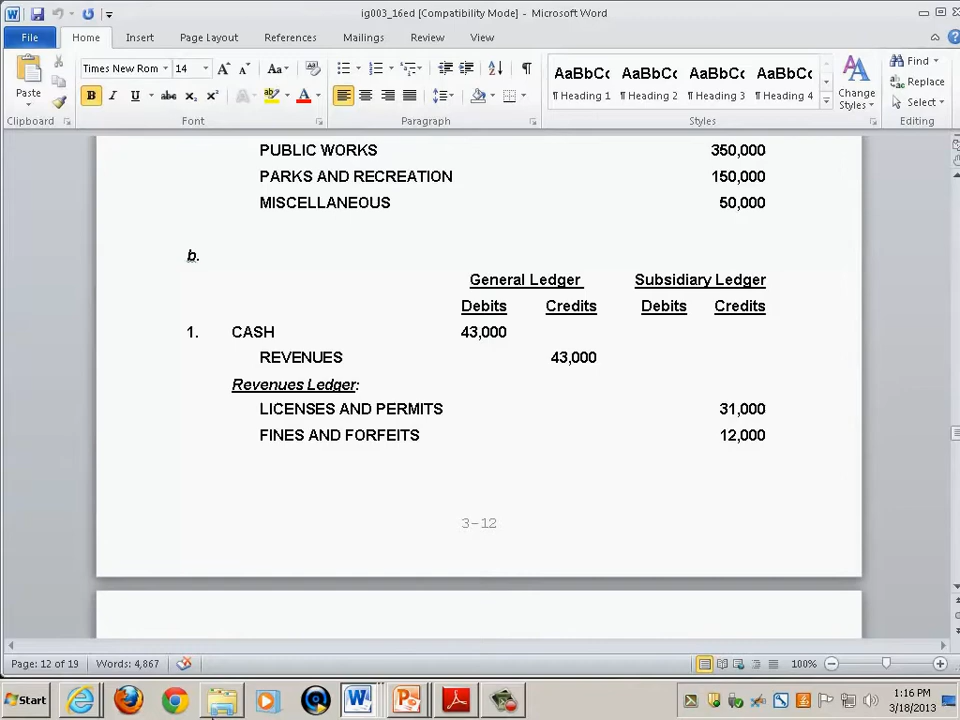 ig003_16ed [Compatibility Mode] - Microsoft Word
File Home Insert Page Layout References Mailings Review View
Times New Rom 14 Aa
Paste
B I U abc x₂ x² A A
Clipboard Font Paragraph Styles Editing
AaBbCc AaBbCc AaBbCc AaBbCc
¶ Heading 1 ¶ Heading 2 ¶ Heading 3 ¶ Heading 4
Change Styles
Find
Replace
Select
PUBLIC WORKS 350,000
PARKS AND RECREATION 150,000
MISCELLANEOUS 50,000
b.
General Ledger Subsidiary Ledger
Debits Credits Debits Credits
1. CASH 43,000
REVENUES 43,000
Revenues Ledger:
LICENSES AND PERMITS 31,000
FINES AND FORFEITS 12,000
3-12
Page: 12 of 19 Words: 4,867 100%
Start
1:16 PM
3/18/2013